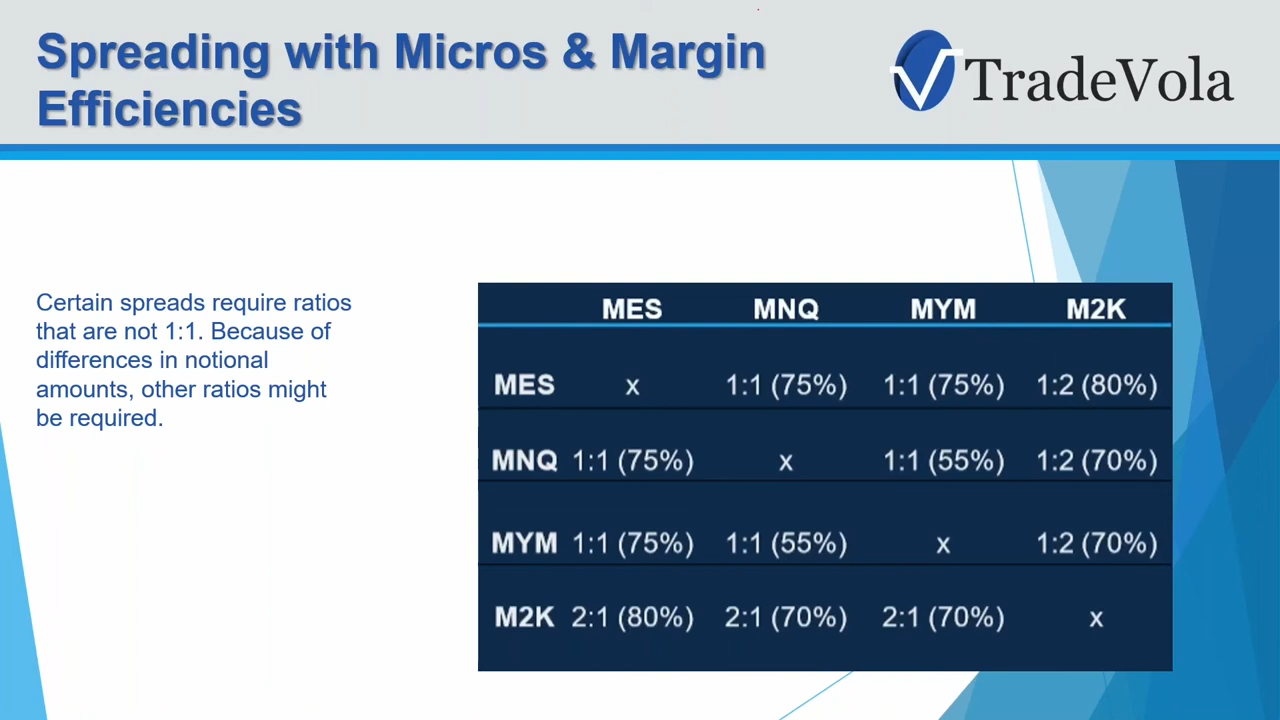 Spreading with Micros & Margin
Efficiencies
TradeVola
Certain spreads require ratios
that are not 1:1. Because of
differences in notional
amounts, other ratios might
be required.
MES MNQ MYM M2K
MES x 1:1 (75%) 1:1 (75%) 1:2 (80%)
MNQ 1:1 (75%) x 1:1 (55%) 1:2 (70%)
MYM 1:1 (75%) 1:1 (55%) x 1:2 (70%)
M2K 2:1 (80%) 2:1 (70%) 2:1 (70%) x